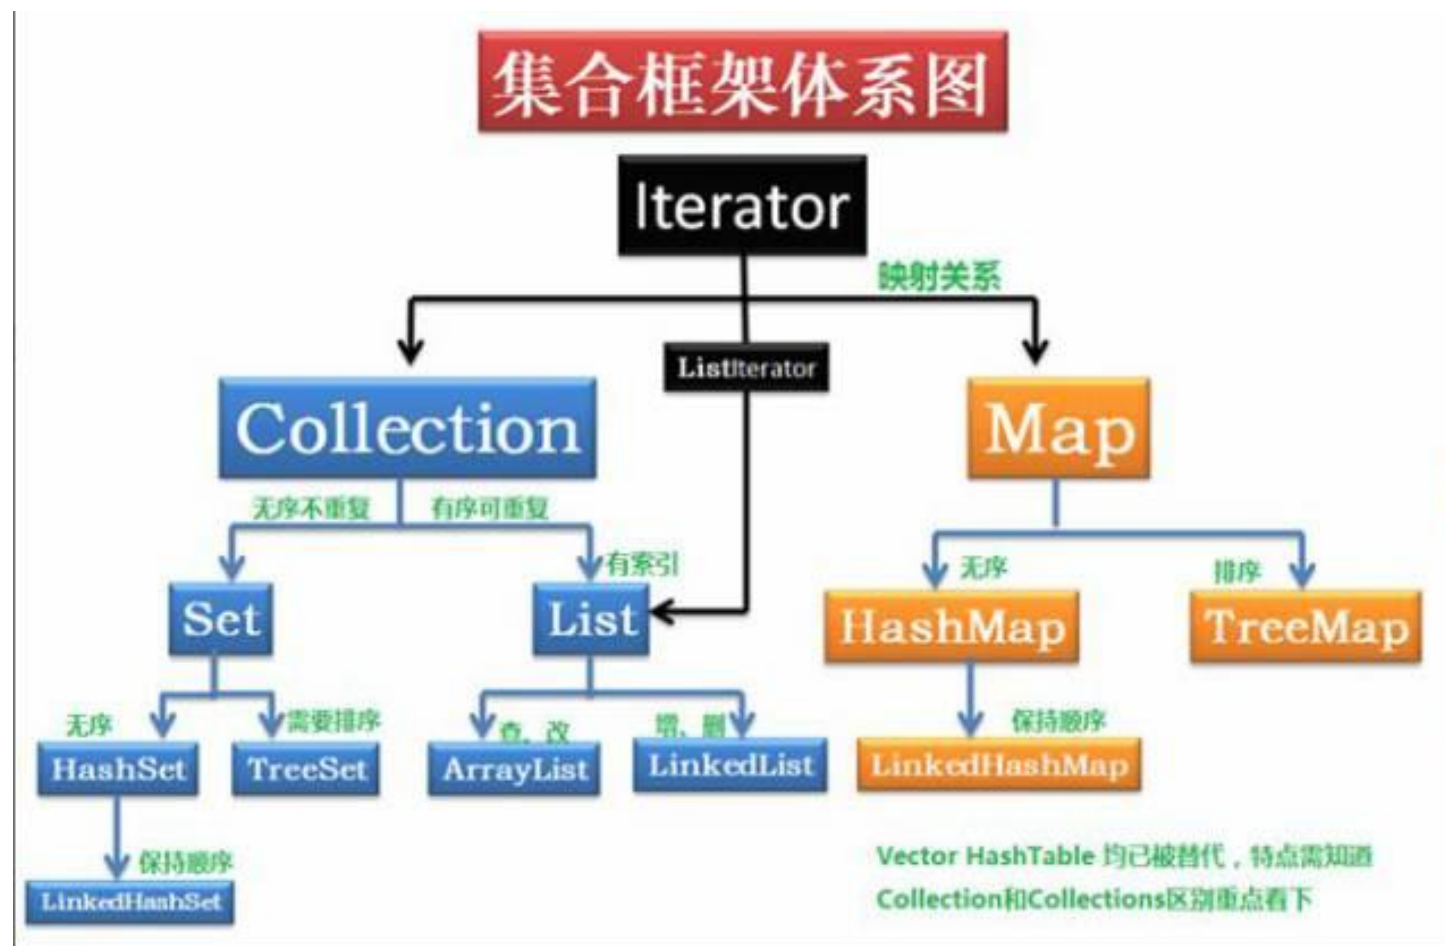 集合框架体系图
Iterator
映射关系
ListIterator
Collection
Map
无序不重复
有序可重复
有索引
无序
排序
Set
List
HashMap
TreeMap
无序
需要排序
查、改
增、删
保持顺序
HashSet
TreeSet
ArrayList
LinkedList
LinkedHashMap
保持顺序
LinkedHashSet
Vector HashTable 均已被替代，特点需知道
Collection和Collections区别重点看下